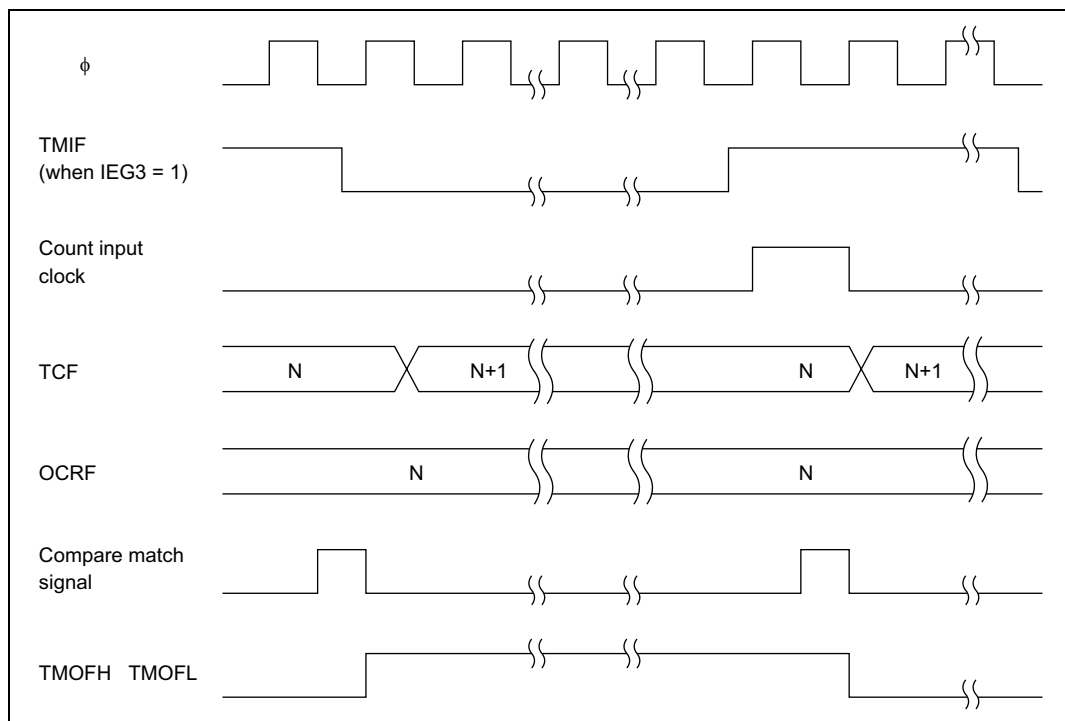 ϕ
TMIF
(when IEG3 = 1)
Count input
clock
TCF N N+1 N N+1
OCRF N N
Compare match
signal
TMOFH TMOFL